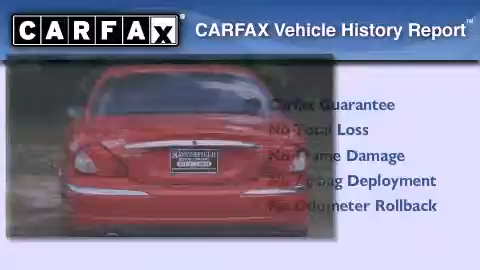 CARFAX®
CARFAX Vehicle History Report™
Carfax Guarantee
No Total Loss
No Frame Damage
No Airbag Deployment
No Odometer Rollback